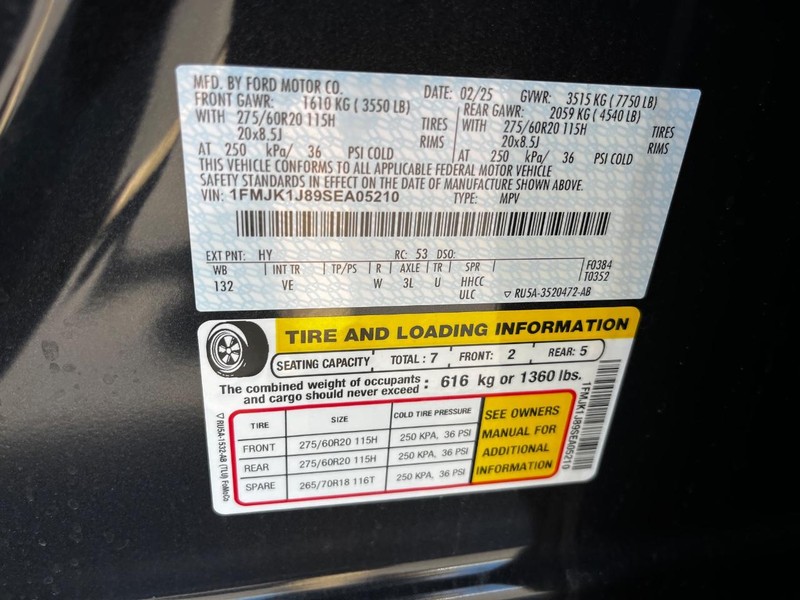 MFD. BY FORD MOTOR CO. DATE: 02/25 GVWR: 3515 KG ( 7750 LB)
FRONT GAWR: 1610 KG ( 3550 LB) REAR GAWR: 2059 KG ( 4540 LB)
WITH 275/60R20 115H TIRES WITH 275/60R20 115H TIRES
20x8.5J RIMS 20x8.5J RIMS
AT 250 kPa/ 36 PSI COLD AT 250 kPa/ 36 PSI COLD
THIS VEHICLE CONFORMS TO ALL APPLICABLE FEDERAL MOTOR VEHICLE
SAFETY STANDARDS IN EFFECT ON THE DATE OF MANUFACTURE SHOWN ABOVE.
VIN: 1FMJK1J89SEA05210 TYPE: MPV
EXT PNT: HY RC: 53 DSO:
WB INT TR TP/PS R AXLE TR SPR F0384
132 VE W 3L U HHCC T0352
ULC ▽ RU5A-3520472-AB
TIRE AND LOADING INFORMATION
SEATING CAPACITY TOTAL : 7 FRONT: 2 REAR: 5
The combined weight of occupants
and cargo should never exceed : 616 kg or 1360 lbs.
TIRE SIZE COLD TIRE PRESSURE
FRONT 275/60R20 115H 250 KPA, 36 PSI
REAR 275/60R20 115H 250 KPA, 36 PSI
SPARE 265/70R18 116T 250 KPA, 36 PSI
SEE OWNERS
MANUAL FOR
ADDITIONAL
INFORMATION
▽ RU5A-1532-AB (TLU) FoMoCo
1FMJK1J89SEA05210